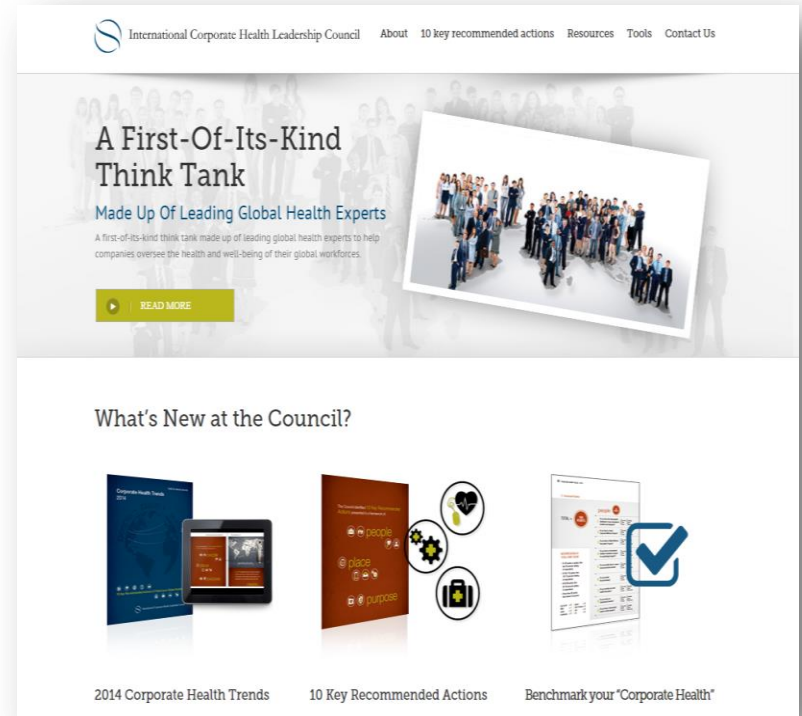 International Corporate Health Leadership Council
About 10 key recommended actions Resources Tools Contact Us
A First-Of-Its-Kind
Think Tank
Made Up Of Leading Global Health Experts
A first-of-its-kind think tank made up of leading global health experts to help
companies oversee the health and well-being of their global workforces.
READ MORE
What's New at the Council?
Corporate Health Trends
2014
people
place
purpose
people
2014 Corporate Health Trends
10 Key Recommended Actions
Benchmark your "Corporate Health"